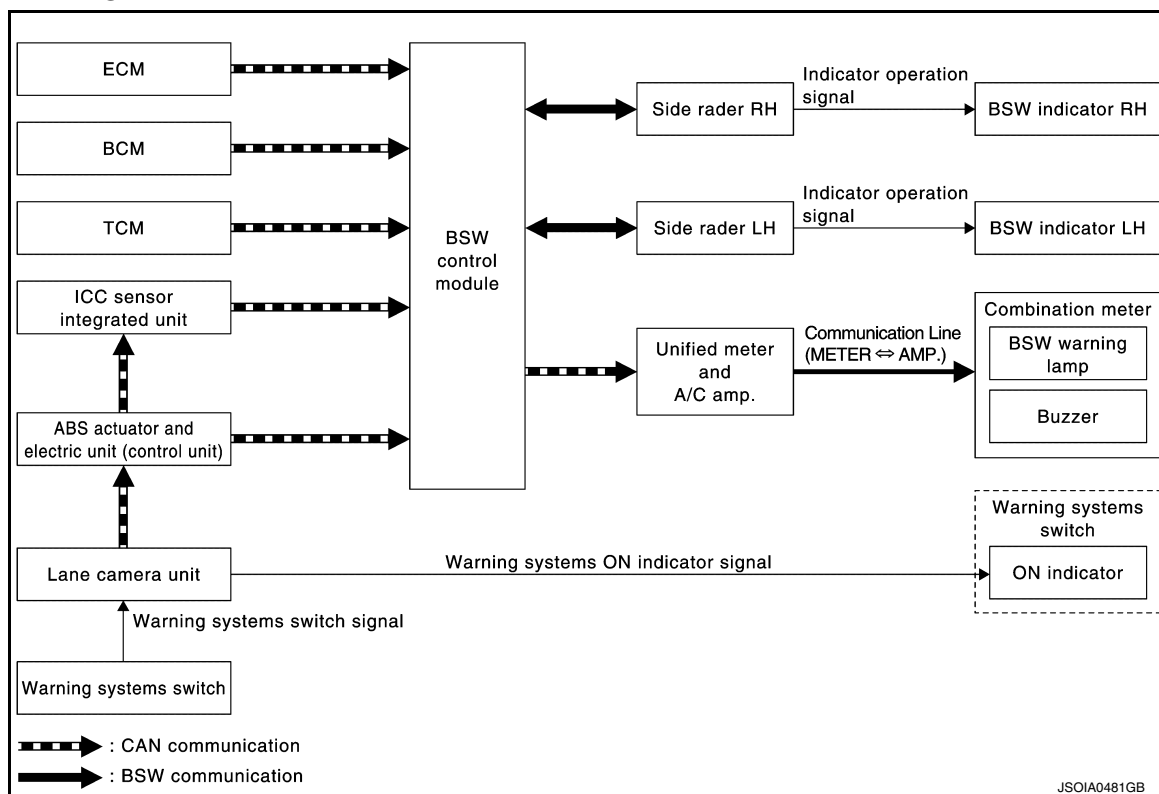 ECM
BCM
TCM
ICC sensor
integrated unit
ABS actuator and
electric unit (control unit)
Lane camera unit
Warning systems switch signal
Warning systems switch
BSW
control
module
Side rader RH
Indicator operation
signal
BSW indicator RH
Side rader LH
Indicator operation
signal
BSW indicator LH
Unified meter
and
A/C amp.
Communication Line
(METER ⇔ AMP.)
Combination meter
BSW warning
lamp
Buzzer
Warning systems ON indicator signal
Warning systems
switch
ON indicator
: CAN communication
: BSW communication
JSOIA0481GB